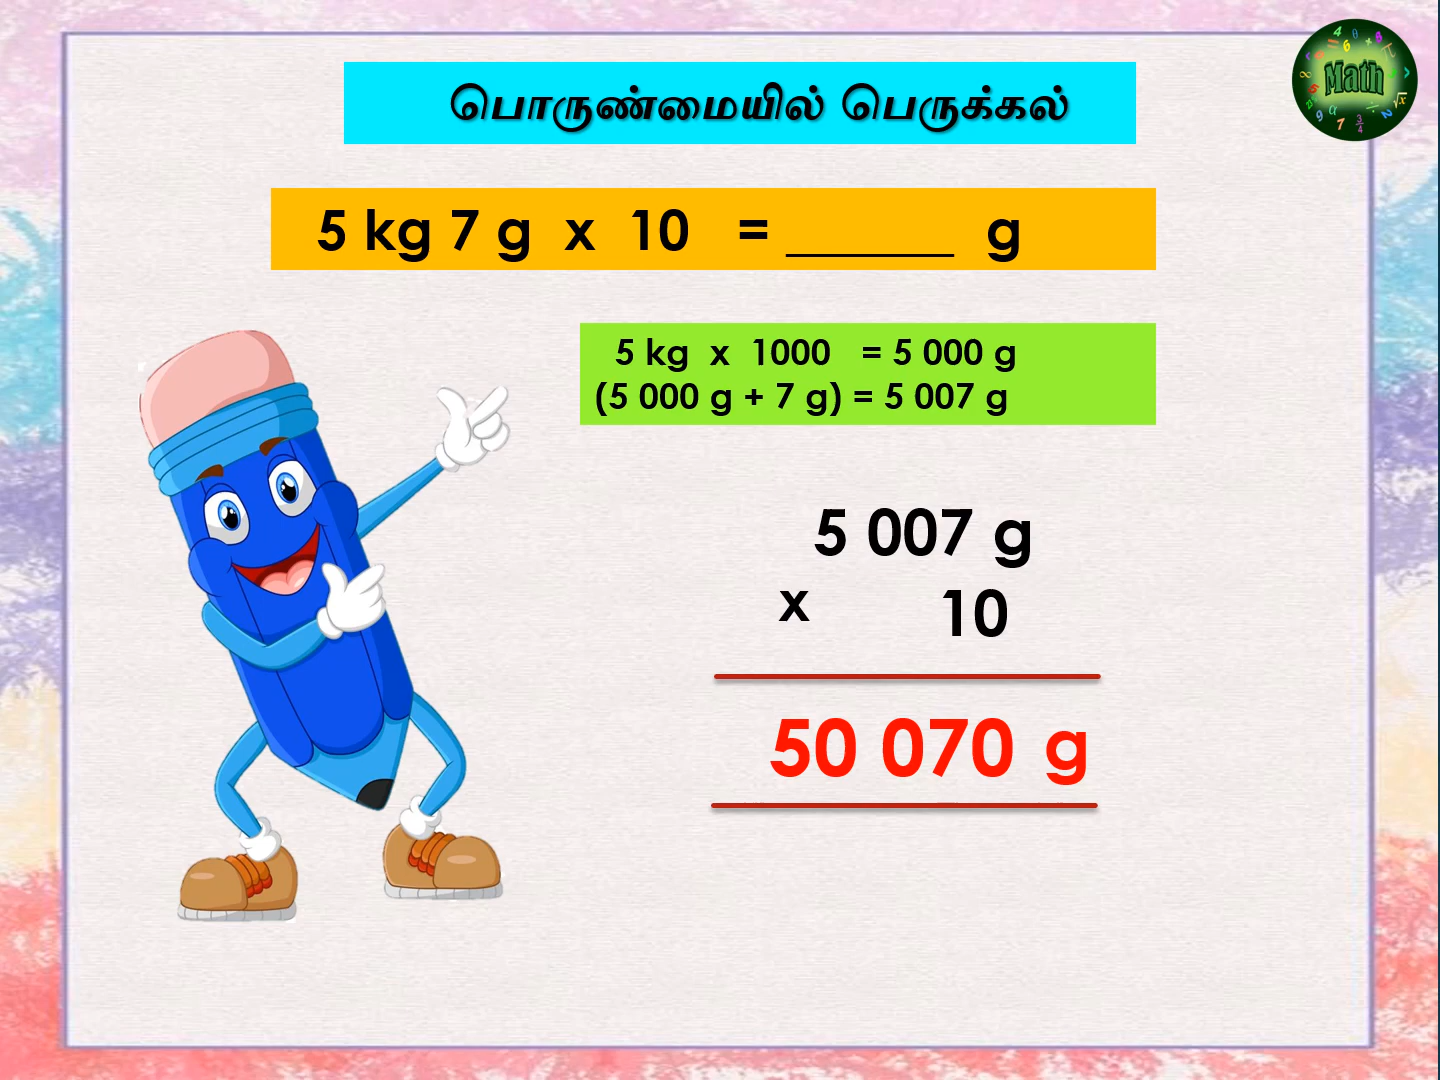 பொருண்மையில் பெருக்கல்
Math
5 kg 7 g x 10 = ______ g
5 kg x 1000 = 5 000 g
(5 000 g + 7 g) = 5 007 g
5 007 g
x 10
50 070 g